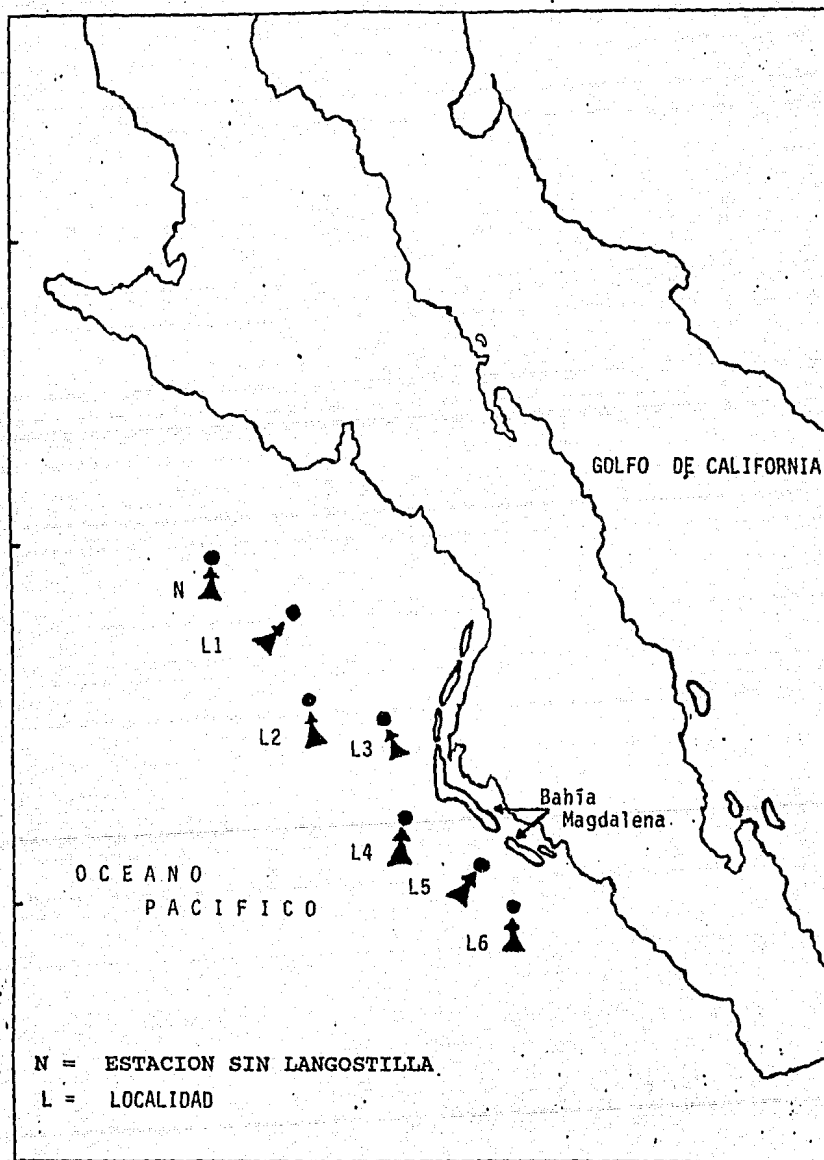 GOLFO DE CALIFORNIA
N
L1
L2
L3
Bahía
Magdalena
L4
L5
OCEANO
PACIFICO
L6
N = ESTACION SIN LANGOSTILLA
L = LOCALIDAD